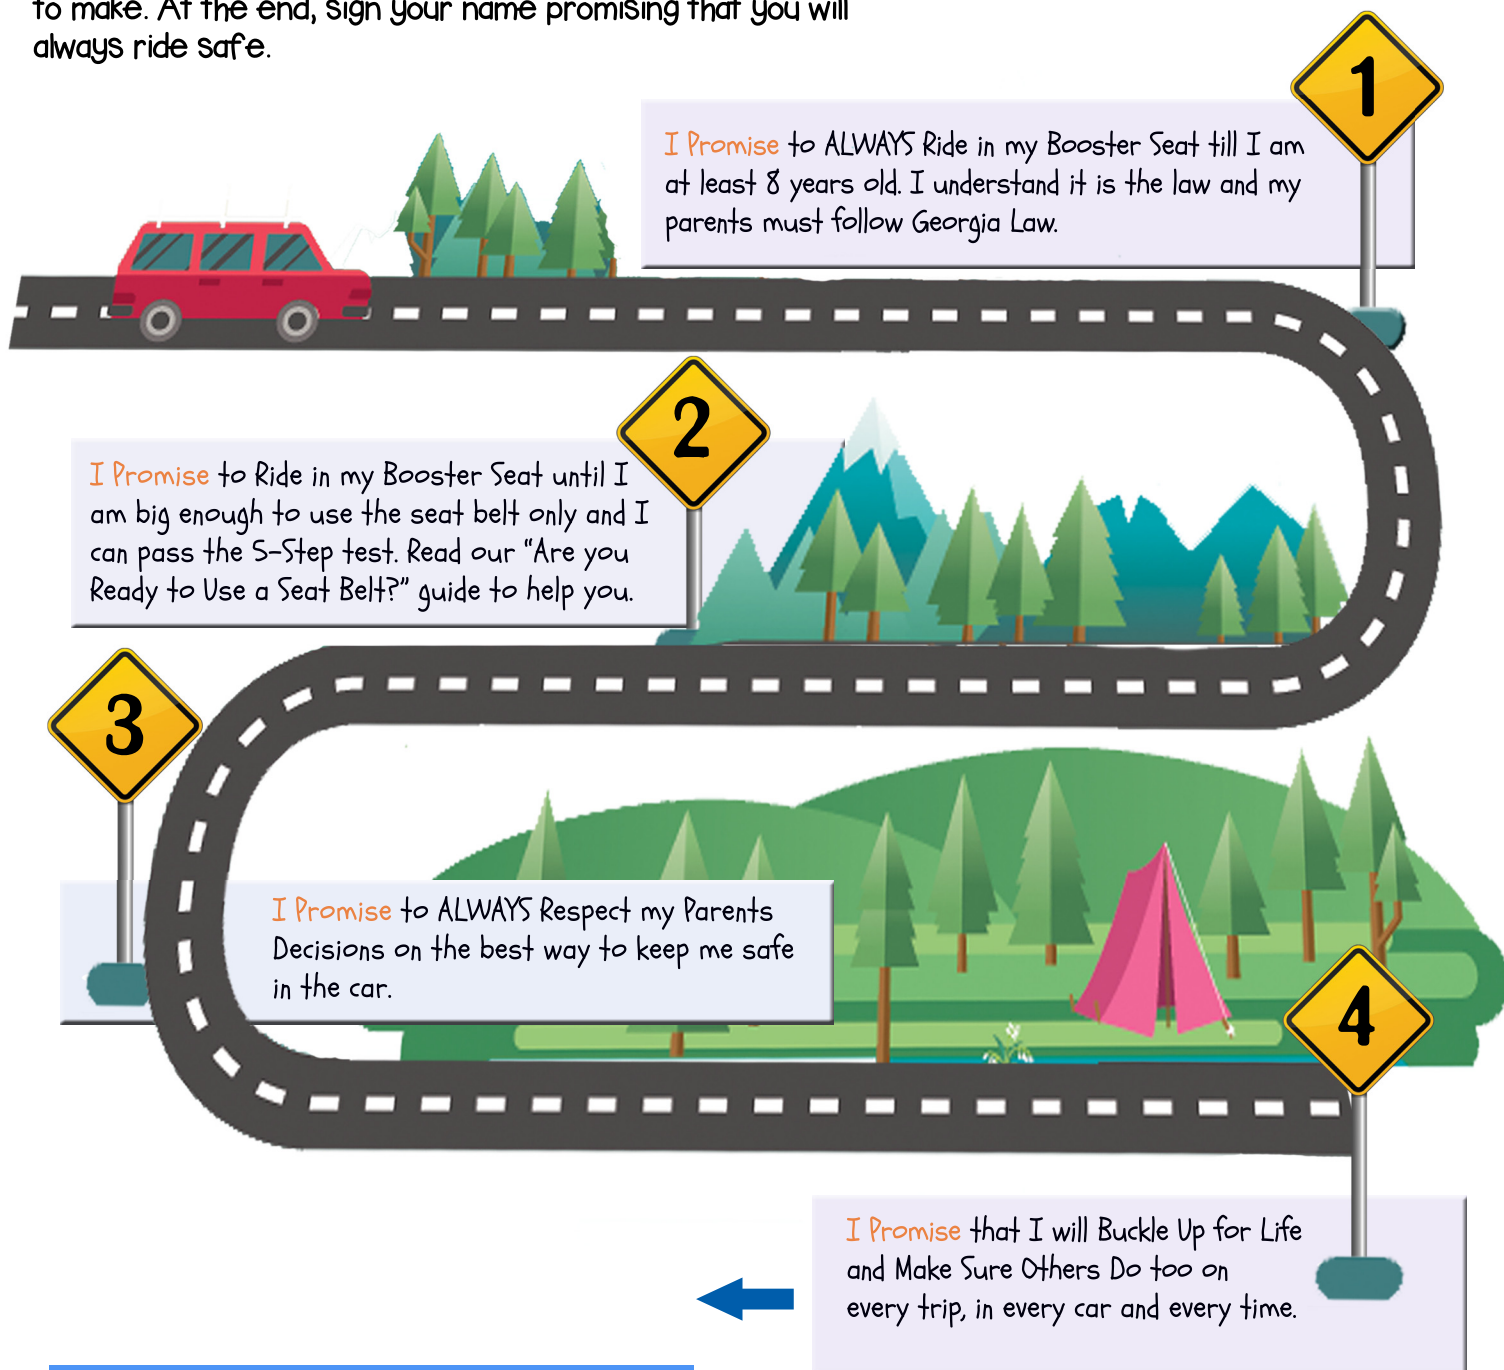 to make. At the end, sign your name promising that you will
always ride safe.
1
I Promise to ALWAYS Ride in my Booster Seat till I am
at least 8 years old. I understand it is the law and my
parents must follow Georgia Law.
2
I Promise to Ride in my Booster Seat until I
am big enough to use the seat belt only and I
can pass the 5-Step test. Read our “Are you
Ready to Use a Seat Belt?” guide to help you.
3
I Promise to ALWAYS Respect my Parents
Decisions on the best way to keep me safe
in the car.
4
I Promise that I will Buckle Up for Life
and Make Sure Others Do too on
every trip, in every car and every time.